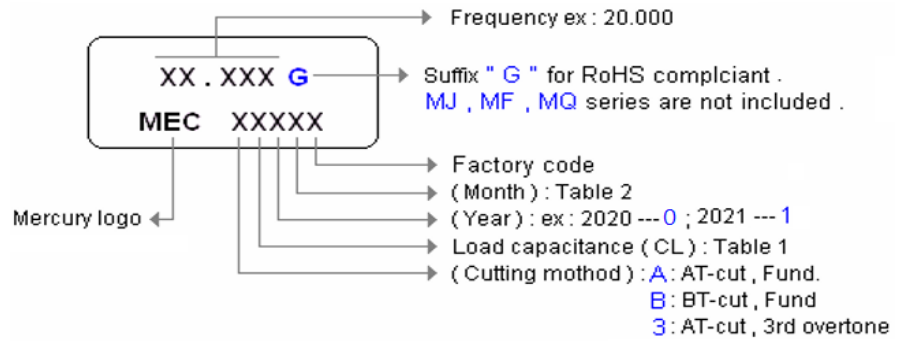 Frequency ex : 20.000
XX . XXX G
Suffix " G " for RoHS complciant .
MJ , MF , MQ series are not included .
MEC XXXXX
Factory code
( Month ) : Table 2
Mercury logo
( Year ) : ex : 2020 --- 0 ; 2021 --- 1
Load capacitance ( CL ) : Table 1
( Cutting mothod ) : A : AT-cut , Fund.
B : BT-cut , Fund
3 : AT-cut , 3rd overtone